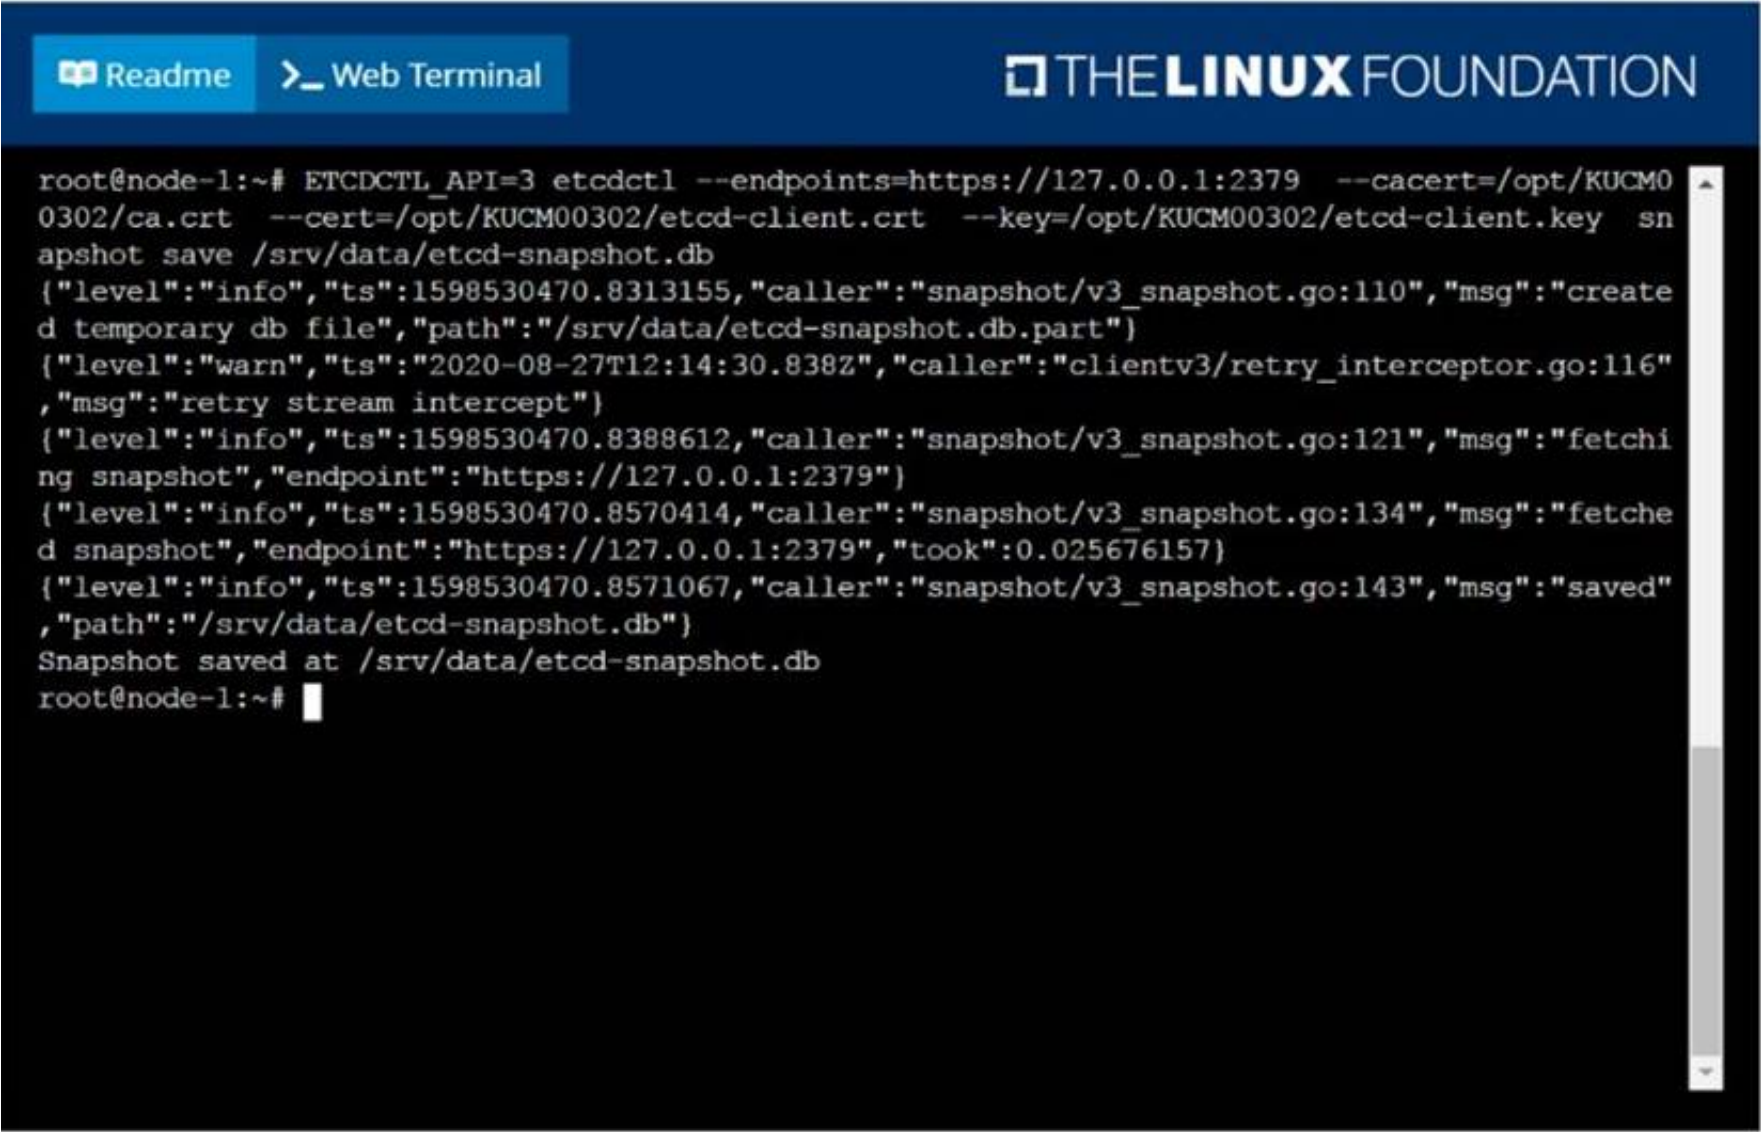 Readme
Web Terminal
THE LINUX FOUNDATION
root@node-1:~# ETCDCTL_API=3 etcdctl --endpoints=https://127.0.0.1:2379  --cacert=/opt/KUCM0
0302/ca.crt  --cert=/opt/KUCM00302/etcd-client.crt  --key=/opt/KUCM00302/etcd-client.key  sn
apshot save /srv/data/etcd-snapshot.db
{"level":"info","ts":1598530470.8313155,"caller":"snapshot/v3_snapshot.go:110","msg":"create
d temporary db file","path":"/srv/data/etcd-snapshot.db.part"}
{"level":"warn","ts":"2020-08-27T12:14:30.838Z","caller":"clientv3/retry_interceptor.go:116"
,"msg":"retry stream intercept"}
{"level":"info","ts":1598530470.8388612,"caller":"snapshot/v3_snapshot.go:121","msg":"fetchi
ng snapshot","endpoint":"https://127.0.0.1:2379"}
{"level":"info","ts":1598530470.8570414,"caller":"snapshot/v3_snapshot.go:134","msg":"fetche
d snapshot","endpoint":"https://127.0.0.1:2379","took":0.025676157}
{"level":"info","ts":1598530470.8571067,"caller":"snapshot/v3_snapshot.go:143","msg":"saved"
,"path":"/srv/data/etcd-snapshot.db"}
Snapshot saved at /srv/data/etcd-snapshot.db
root@node-1:~#